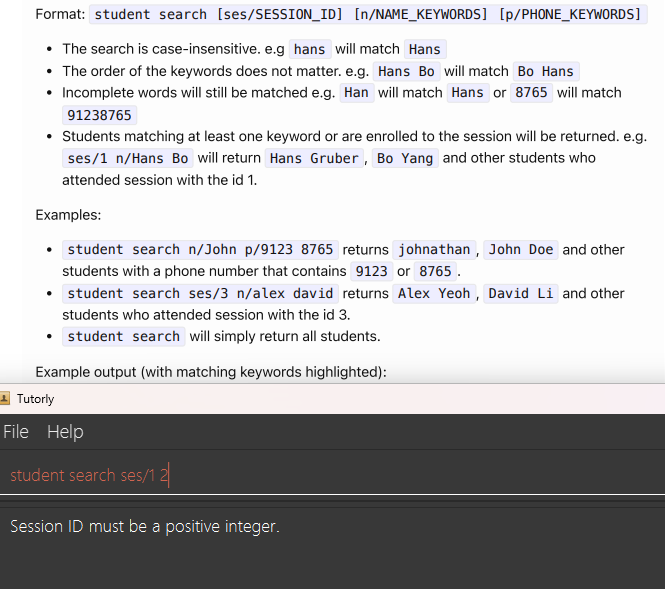 Format: student search [ses/SESSION_ID] [n/NAME_KEYWORDS] [p/PHONE_KEYWORDS]
• The search is case-insensitive. e.g hans will match Hans
• The order of the keywords does not matter. e.g. Hans Bo will match Bo Hans
• Incomplete words will still be matched e.g. Han will match Hans or 8765 will match
91238765
• Students matching at least one keyword or are enrolled to the session will be returned. e.g.
ses/1 n/Hans Bo will return Hans Gruber, Bo Yang and other students who
attended session with the id 1.
Examples:
• student search n/John p/9123 8765 returns johnathan, John Doe and other
students with a phone number that contains 9123 or 8765.
• student search ses/3 n/alex david returns Alex Yeoh, David Li and other
students who attended session with the id 3.
• student search will simply return all students.
Example output (with matching keywords highlighted):
Tutorly
File Help
student search ses/1 2
Session ID must be a positive integer.